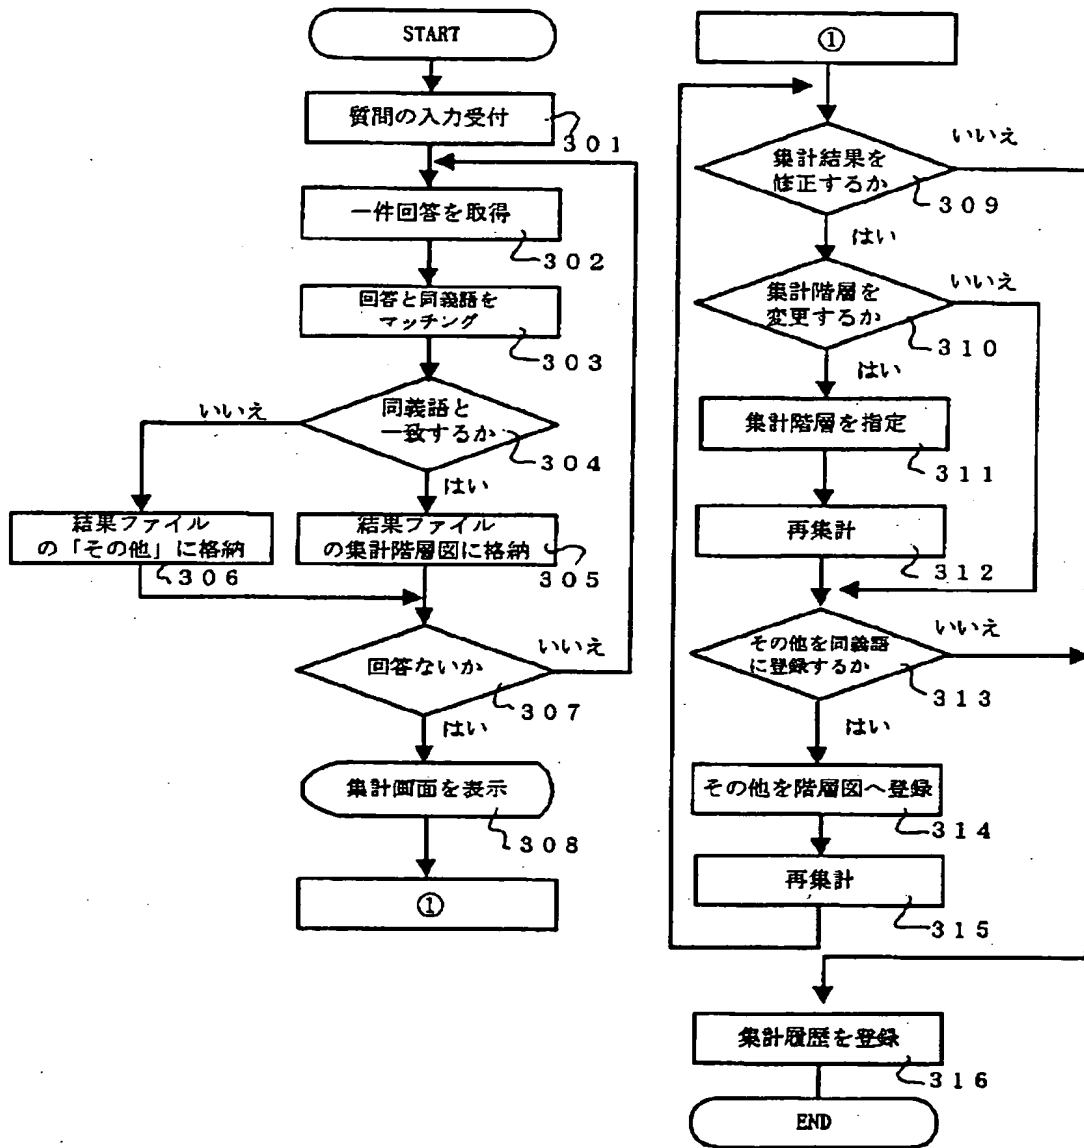 START
質問の入力受付
301
一件回答を取得
302
回答と同義語を
マッチング
303
同義語と
一致するか
304
いいえ
はい
結果ファイル
の「その他」に格納
306
結果ファイル
の集計階層図に格納
305
回答ないか
307
いいえ
はい
集計画面を表示
308
①
①
集計結果を
修正するか
309
いいえ
はい
集計階層を
変更するか
310
いいえ
はい
集計階層を指定
311
再集計
312
その他を同義語
に登録するか
313
いいえ
はい
その他を階層図へ登録
314
再集計
315
集計履歴を登録
316
END